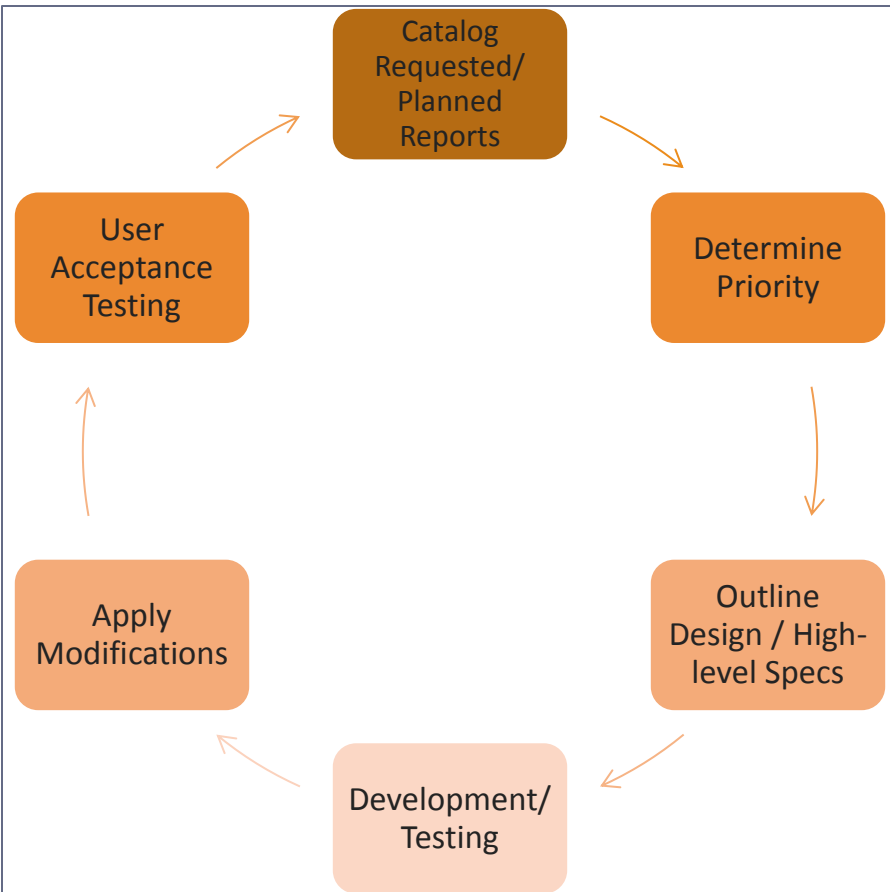 Catalog
Requested/
Planned
Reports
Determine
Priority
Outline
Design / High-
level Specs
Development/
Testing
Apply
Modifications
User
Acceptance
Testing